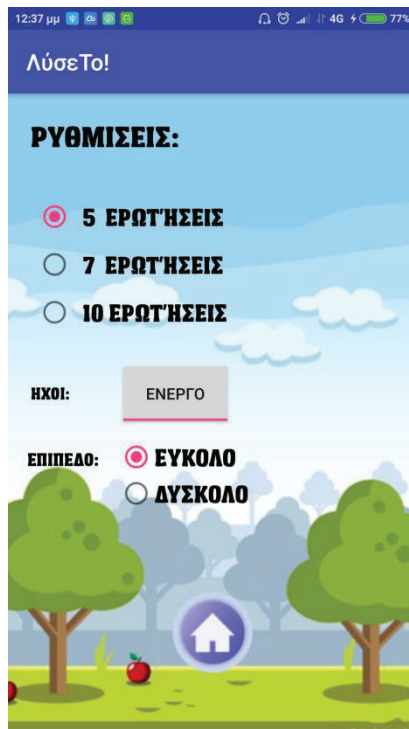 12:37 μμ 4G 77%
ΛύσεΤο!
ΡΥΘΜΙΣΕΙΣ:
5 ΕΡΩΤΉΣΕΙΣ
7 ΕΡΩΤΉΣΕΙΣ
10 ΕΡΩΤΉΣΕΙΣ
ΗΧΟΙ: ΕΝΕΡΓΟ
ΕΠΙΠΕΔΟ: ΕΥΚΟΛΟ
ΔΥΣΚΟΛΟ